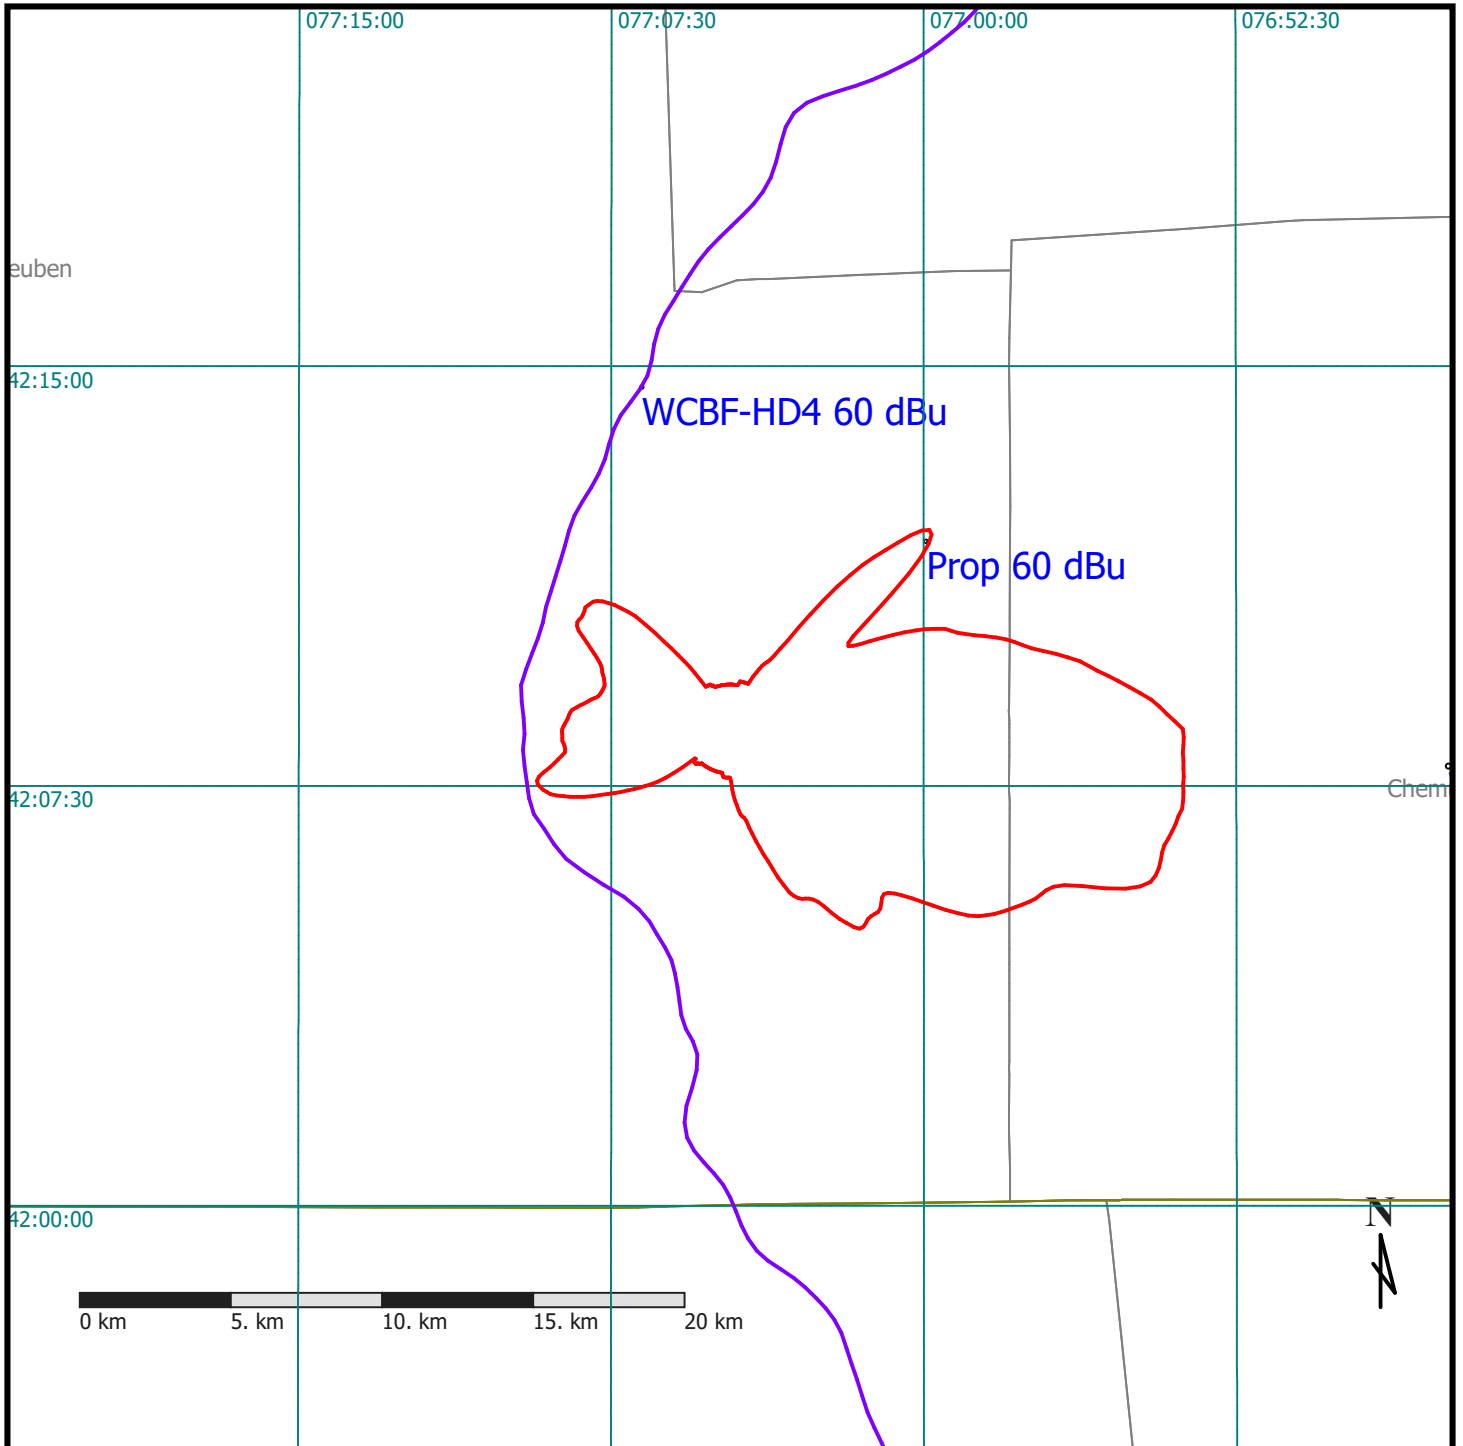 077:15:00
077:07:30
077:00:00
076:52:30
euben
42:15:00
WCBF-HD4 60 dBu
Prop 60 dBu
42:07:30
Chem
42:00:00
N
0 km
5. km
10. km
15. km
20 km